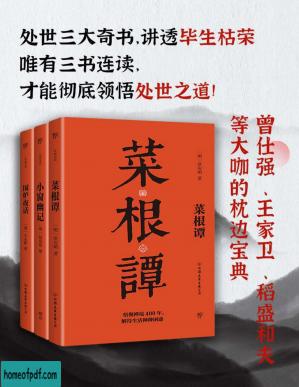 处世三大奇书,讲透毕生枯荣
唯有三书连读,
才能彻底领悟处世之道!
曾仕强、王家卫、稻盛和夫
等大咖的枕边宝典
围炉夜话
小窗幽记
菜根谭
菜根譚
菜根谭
homeofpdf.com